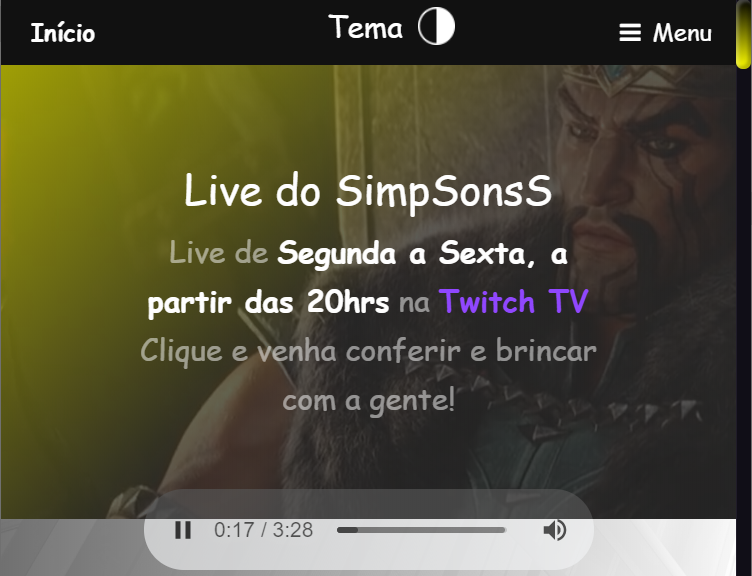 Início
Tema
Menu
Live do SimpSonsS
Live de Segunda a Sexta, a
partir das 20hrs na Twitch TV
Clique e venha conferir e brincar
com a gente!
0:17 / 3:28